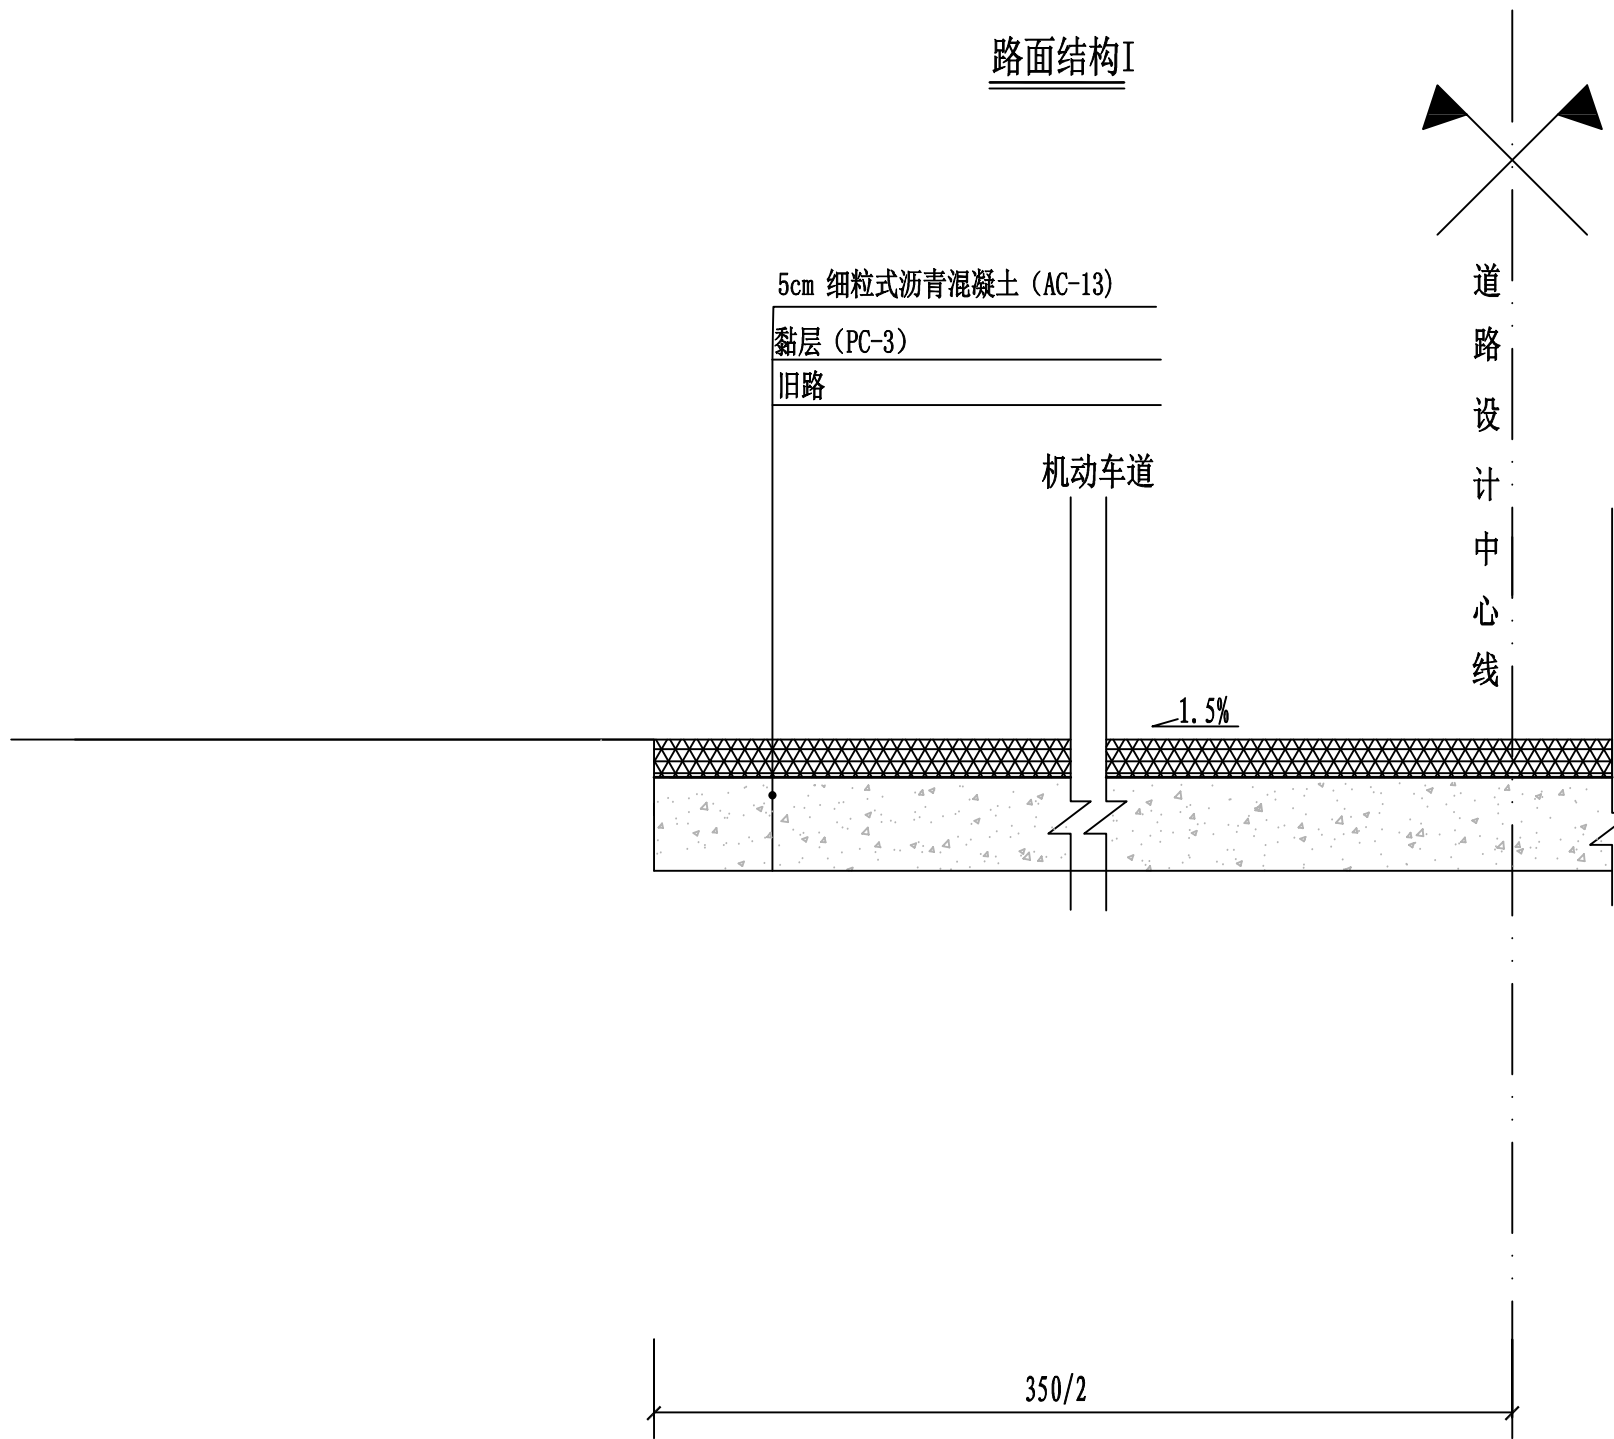 路面结构I
5cm 细粒式沥青混凝土（AC-13）
黏层（PC-3）
旧路
机动车道
道路设计中心线
1.5%
350/2